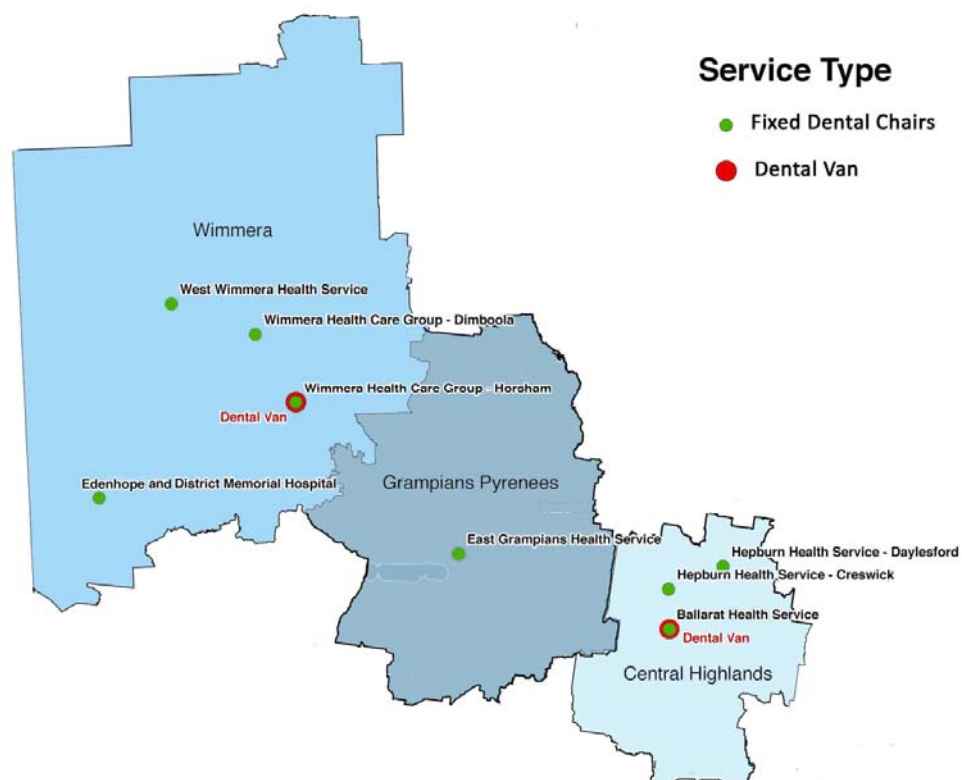 Service Type
Fixed Dental Chairs
Dental Van
Wimmera
West Wimmera Health Service
Wimmera Health Care Group - Dimboola
Wimmera Health Care Group - Horsham
Dental Van
Edenhope and District Memorial Hospital
Grampians Pyrenees
East Grampians Health Service
Hepburn Health Service - Daylesford
Hepburn Health Service - Creswick
Ballarat Health Service
Dental Van
Central Highlands